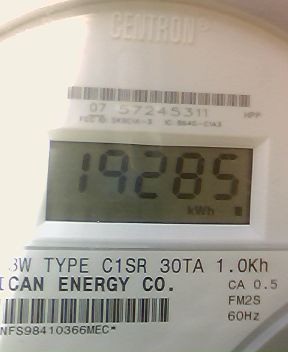 CENTRON®
07 57245311 HPP
19285
kWh
3W TYPE C1SR 30TA 1.0Kh
ICAN ENERGY CO. CA 0.5
FM2S
NFS98410366MEC* 60Hz